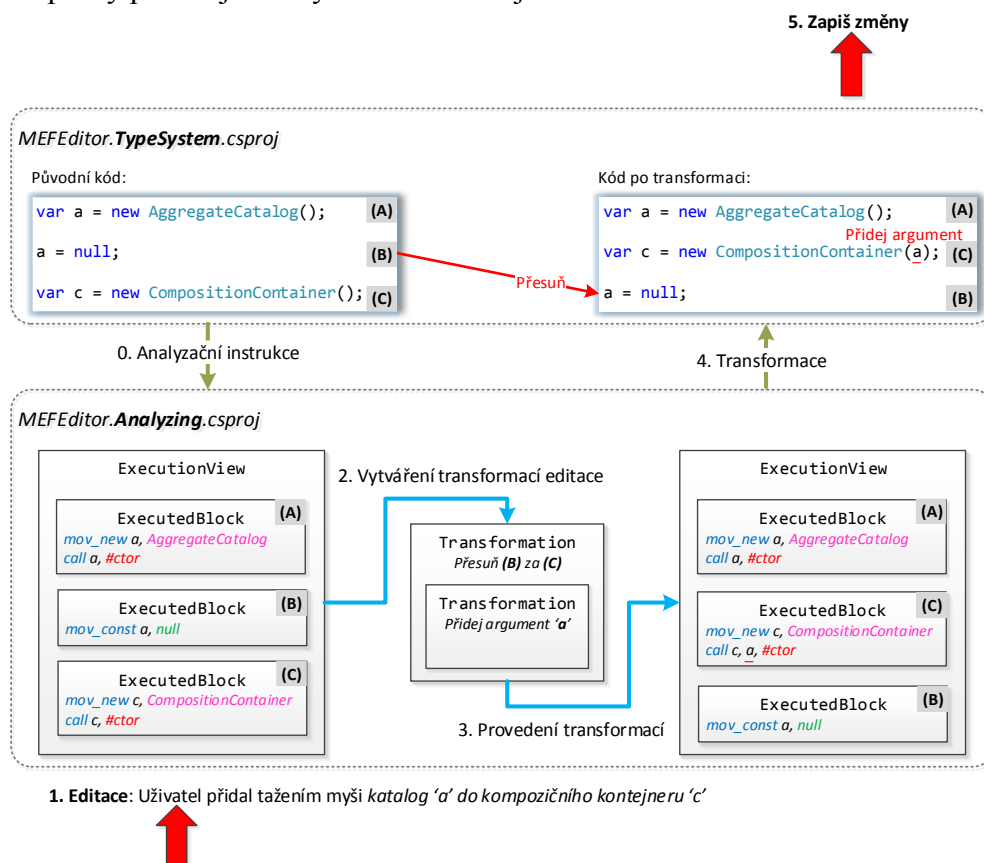 5. Zapiš změny
MEFEditor.TypeSystem.csproj
Původní kód:
var a = new AggregateCatalog(); (A)
a = null; (B)
var c = new CompositionContainer(); (C)
Přesuň
Kód po transformaci:
var a = new AggregateCatalog(); (A)
Přidej argument
var c = new CompositionContainer(a); (C)
a = null; (B)
0. Analyzační instrukce
4. Transformace
MEFEditor.Analyzing.csproj
ExecutionView
ExecutedBlock (A)
mov_new a, AggregateCatalog
call a, #ctor
ExecutedBlock (B)
mov_const a, null
ExecutedBlock (C)
mov_new c, CompositionContainer
call c, #ctor
2. Vytváření transformací editace
Transformation
Přesuň (B) za (C)
Transformation
Přidej argument ‘a’
3. Provedení transformací
ExecutionView
ExecutedBlock (A)
mov_new a, AggregateCatalog
call a, #ctor
ExecutedBlock (C)
mov_new c, CompositionContainer
call c, a, #ctor
ExecutedBlock (B)
mov_const a, null
1. Editace: Uživatel přidal tažením myši katalog ‘a’ do kompozičního kontejneru ‘c’